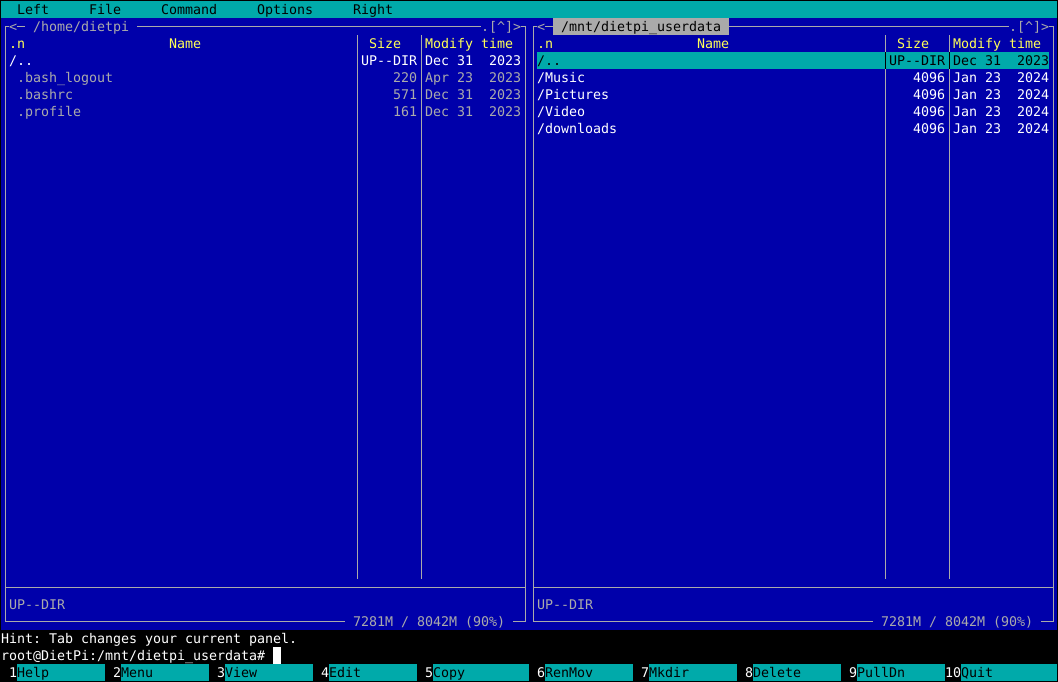 Left File Command Options Right
<─ /home/dietpi .[^]> <─ /mnt/dietpi_userdata .[^]>
.n Name Size Modify time .n Name Size Modify time
/.. UP--DIR Dec 31 2023 /.. UP--DIR Dec 31 2023
.bash_logout 220 Apr 23 2023 /Music 4096 Jan 23 2024
.bashrc 571 Dec 31 2023 /Pictures 4096 Jan 23 2024
.profile 161 Dec 31 2023 /Video 4096 Jan 23 2024
/downloads 4096 Jan 23 2024
UP--DIR UP--DIR
7281M / 8042M (90%) 7281M / 8042M (90%)
Hint: Tab changes your current panel.
root@DietPi:/mnt/dietpi_userdata#
1Help 2Menu 3View 4Edit 5Copy 6RenMov 7Mkdir 8Delete 9PullDn 10Quit